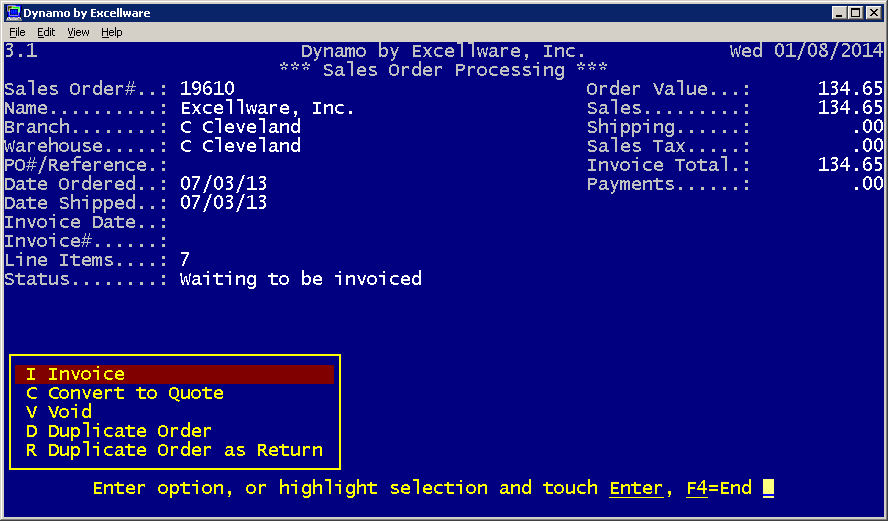 Dynamo by Excellware
File Edit View Help
3.1 Dynamo by Excellware, Inc. Wed 01/08/2014
*** Sales Order Processing ***
Sales Order#..: 19610 Order Value...: 134.65
Name..........: Excellware, Inc. Sales.........: 134.65
Branch........: C Cleveland Shipping......: .00
Warehouse.....: C Cleveland Sales Tax.....: .00
PO#/Reference.: Invoice Total.: 134.65
Date Ordered..: 07/03/13 Payments......: .00
Date Shipped..: 07/03/13
Invoice Date..:
Invoice#......:
Line Items....: 7
Status........: Waiting to be invoiced
I Invoice
C Convert to Quote
V Void
D Duplicate Order
R Duplicate Order as Return
Enter option, or highlight selection and touch Enter, F4=End